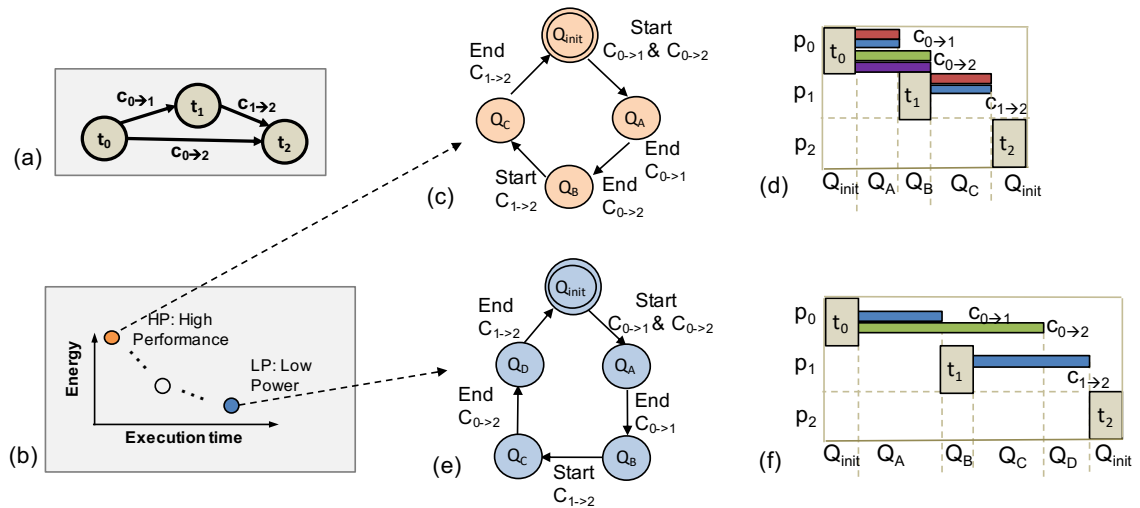 (a)
t0
t1
t2
c0→1
c1→2
c0→2
(b)
Energy
Execution time
HP: High
Performance
LP: Low
Power
(c)
Qinit
Start
C0->1 & C0->2
QA
End
C0->1
End
C0->2
QB
Start
C1->2
QC
End
C1->2
(d)
p0
p1
p2
t0
c0→1
c0→2
t1
c1→2
t2
Qinit QA QB QC Qinit
(e)
Qinit
Start
C0->1 & C0->2
QA
End
C0->1
QB
Start
C1->2
QC
End
C0->2
QD
End
C1->2
(f)
p0
p1
p2
t0
c0→1
c0→2
t1
c1→2
t2
Qinit QA QB QC QD Qinit